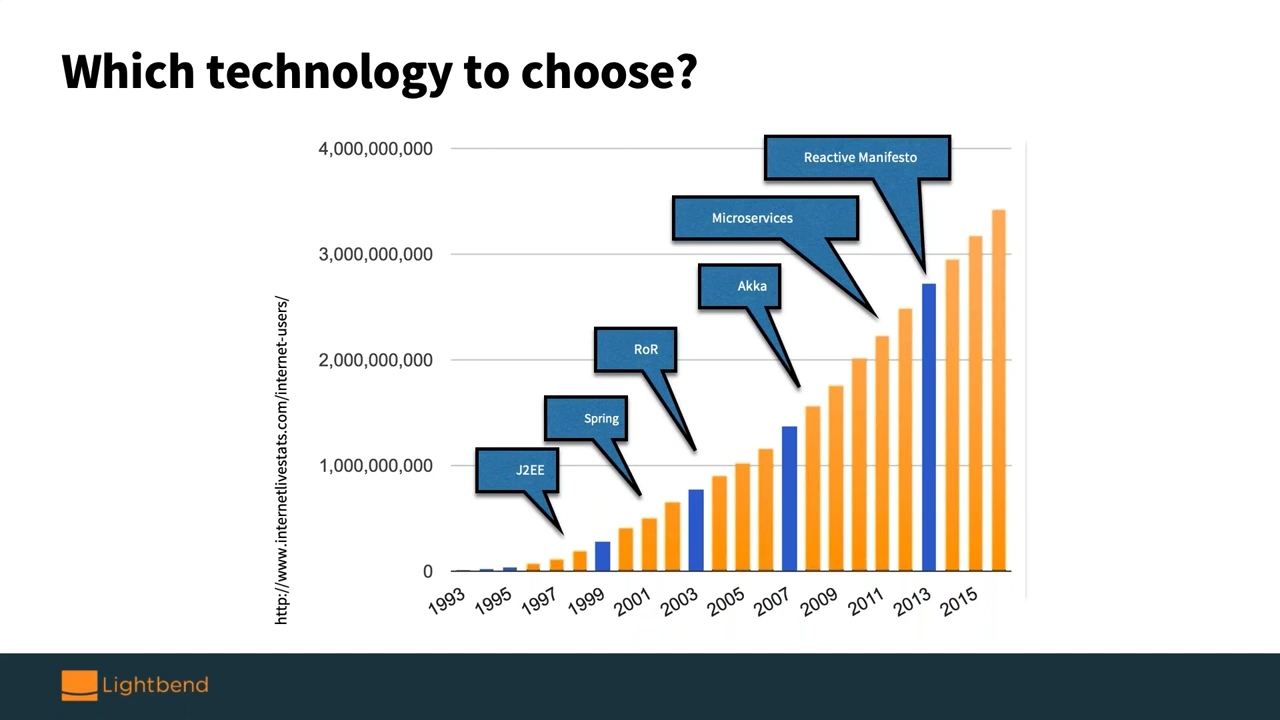 Which technology to choose?
http://www.internetlivestats.com/internet-users/
4,000,000,000
3,000,000,000
2,000,000,000
1,000,000,000
0
Reactive Manifesto
Microservices
Akka
RoR
Spring
J2EE
1993
1995
1997
1999
2001
2003
2005
2007
2009
2011
2013
2015
Lightbend